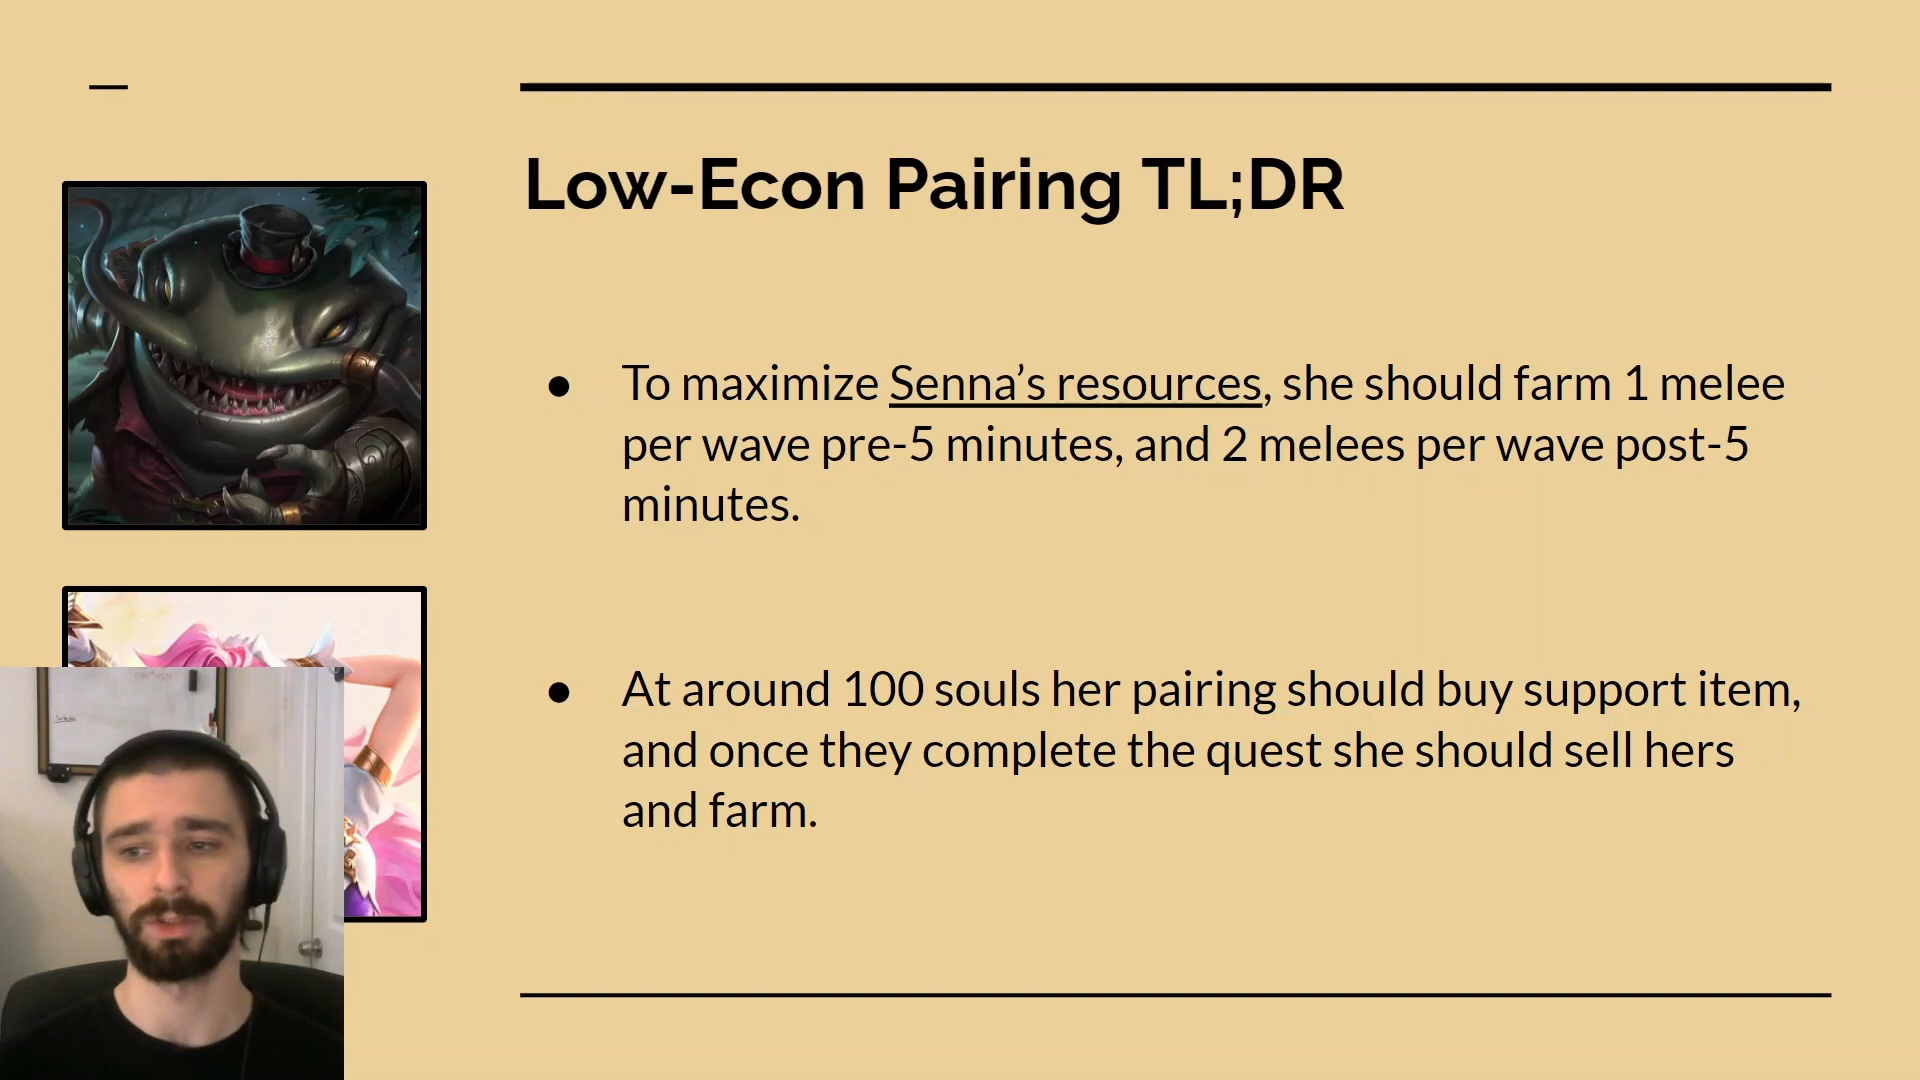 Low-Econ Pairing TL;DR
● To maximize Senna’s resources, she should farm 1 melee
per wave pre-5 minutes, and 2 melees per wave post-5
minutes.
● At around 100 souls her pairing should buy support item,
and once they complete the quest she should sell hers
and farm.